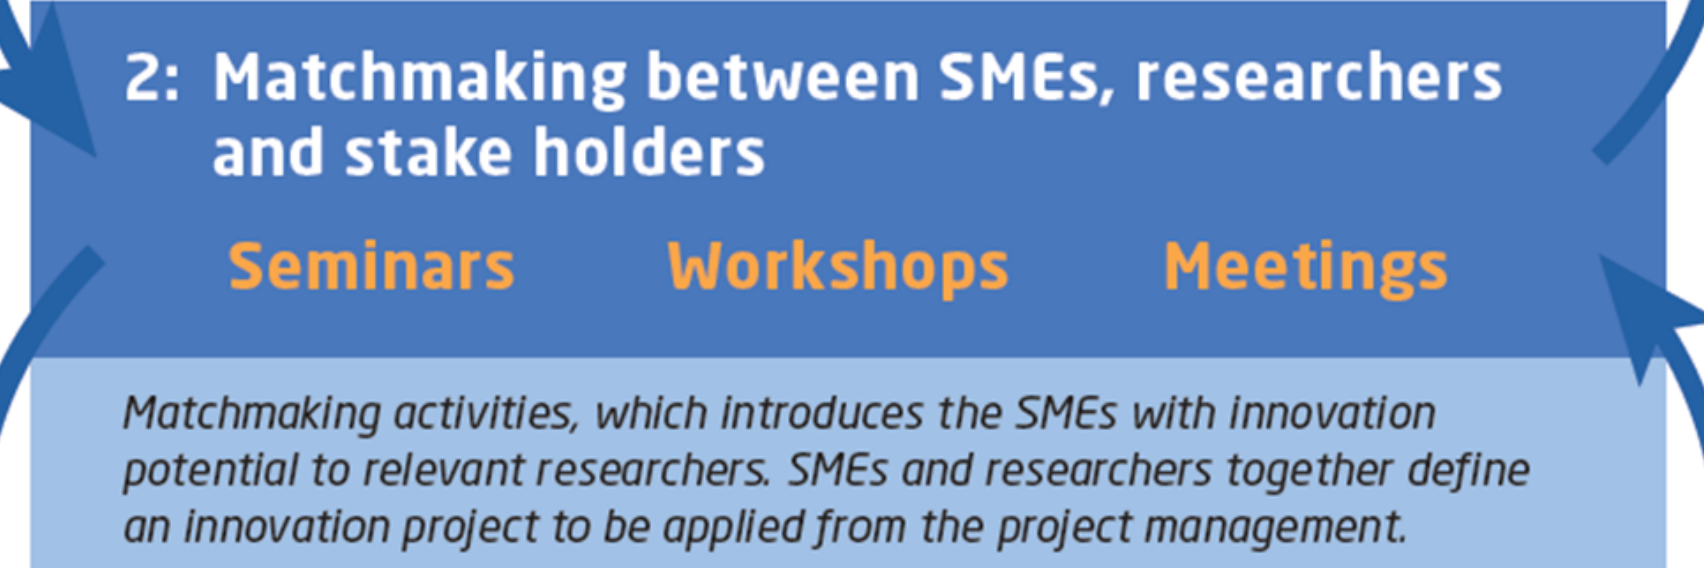 2: Matchmaking between SMEs, researchers
and stake holders
Seminars Workshops Meetings
Matchmaking activities, which introduces the SMEs with innovation
potential to relevant researchers. SMEs and researchers together define
an innovation project to be applied from the project management.